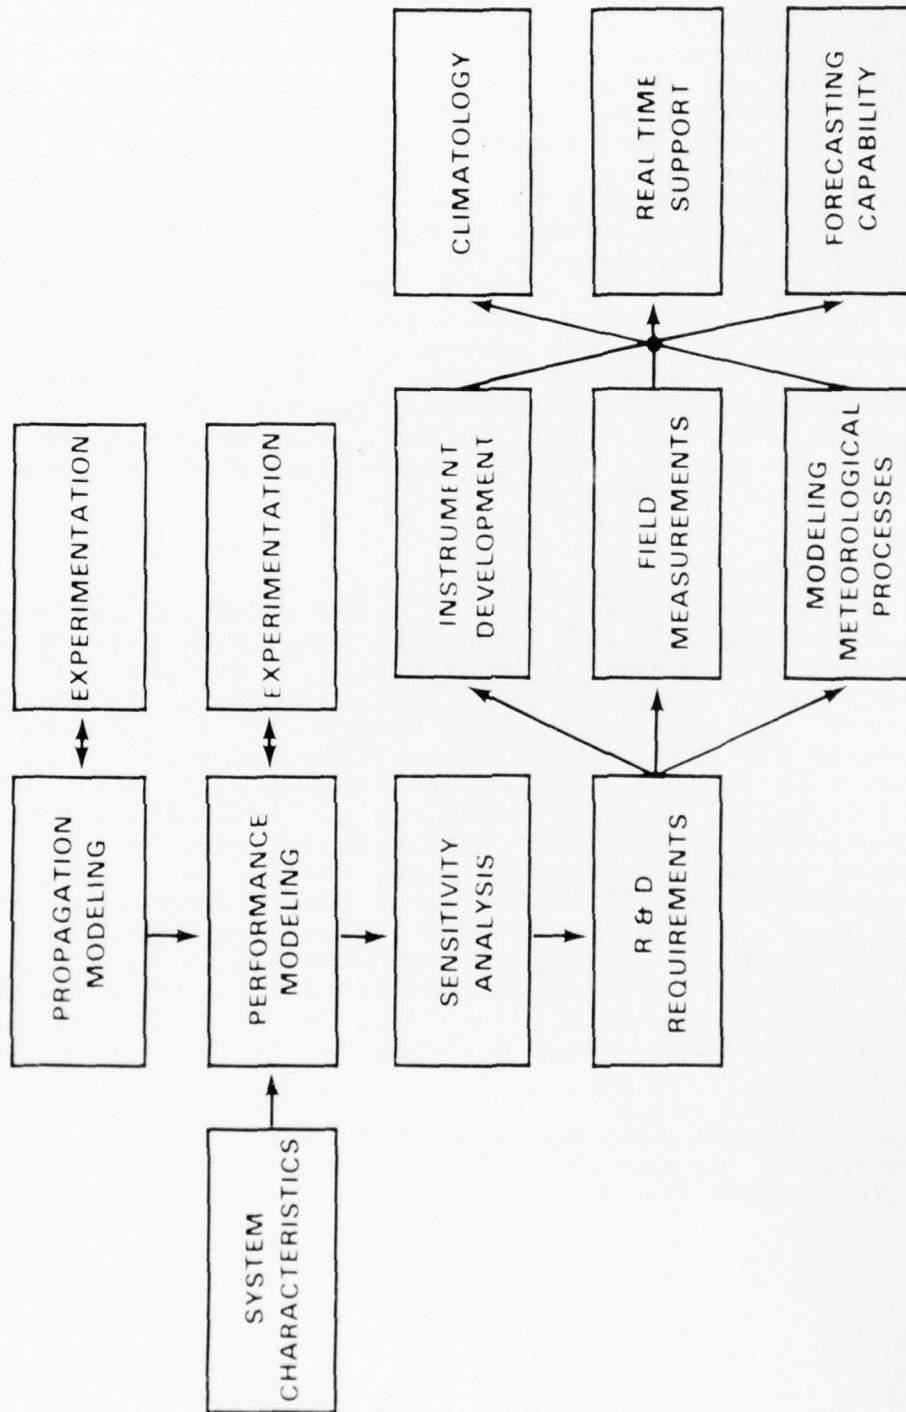 PROPAGATION
MODELING
EXPERIMENTATION
SYSTEM
CHARACTERISTICS
PERFORMANCE
MODELING
EXPERIMENTATION
SENSITIVITY
ANALYSIS
INSTRUMENT
DEVELOPMENT
CLIMATOLOGY
R & D
REQUIREMENTS
FIELD
MEASUREMENTS
REAL TIME
SUPPORT
MODELING
METEOROLOGICAL
PROCESSES
FORECASTING
CAPABILITY